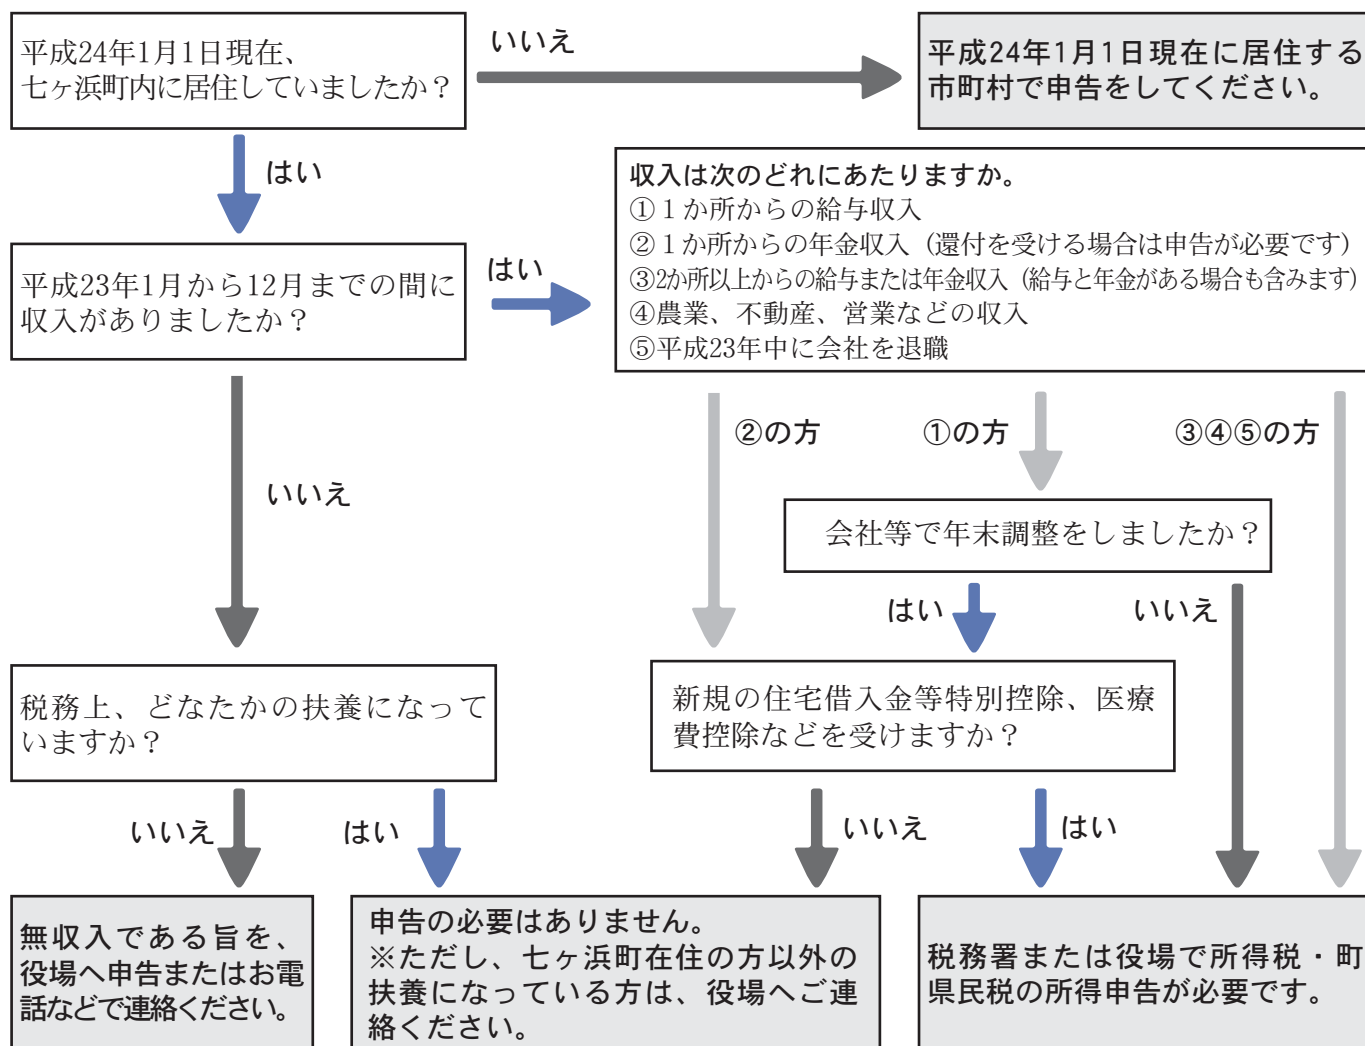 平成24年1月1日現在、
七ヶ浜町内に居住していましたか？
いいえ
平成24年1月1日現在に居住する
市町村で申告をしてください。
はい
平成23年1月から12月までの間に
収入がありましたか？
はい
収入は次のどれにあたりますか。
①１か所からの給与収入
②１か所からの年金収入（還付を受ける場合は申告が必要です）
③2か所以上からの給与または年金収入（給与と年金がある場合も含みます）
④農業、不動産、営業などの収入
⑤平成23年中に会社を退職
②の方
①の方
③④⑤の方
いいえ
会社等で年末調整をしましたか？
はい
いいえ
税務上、どなたかの扶養になって
いますか？
新規の住宅借入金等特別控除、医療
費控除などを受けますか？
いいえ
はい
いいえ
はい
無収入である旨を、
役場へ申告またはお電
話などで連絡ください。
申告の必要はありません。
※ただし、七ヶ浜町在住の方以外の
扶養になっている方は、役場へご連
絡ください。
税務署または役場で所得税・町
県民税の所得申告が必要です。